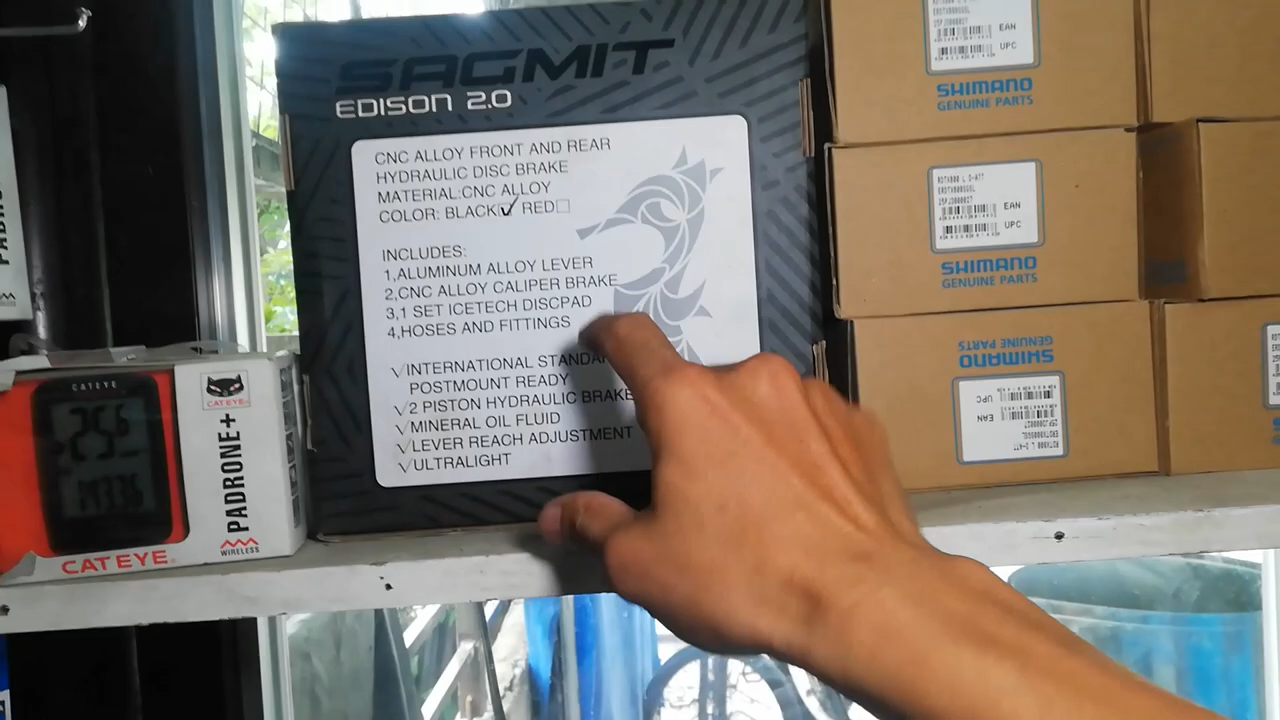 SAGMIT
EDISON 2.0
CNC ALLOY FRONT AND REAR
HYDRAULIC DISC BRAKE
MATERIAL:CNC ALLOY
COLOR: BLACK RED
INCLUDES:
1,ALUMINUM ALLOY LEVER
2,CNC ALLOY CALIPER BRAKE
3,1 SET ICETECH DISCPAD
4,HOSES AND FITTINGS
√INTERNATIONAL
POSTMOUNT READY
√2 PISTON HYDRAULIC BRAKE
√MINERAL OIL FLUID
√LEVER REACH ADJUSTMENT
√ULTRALIGHT
CATEYE
25.6
CATEYE
PADRONE+
WIRELESS
CATEYE
EAN
UPC
SHIMANO
GENUINE PARTS
EAN
UPC
SHIMANO
GENUINE PARTS
SHIMANO
GENUINE PARTS
EAN
UPC